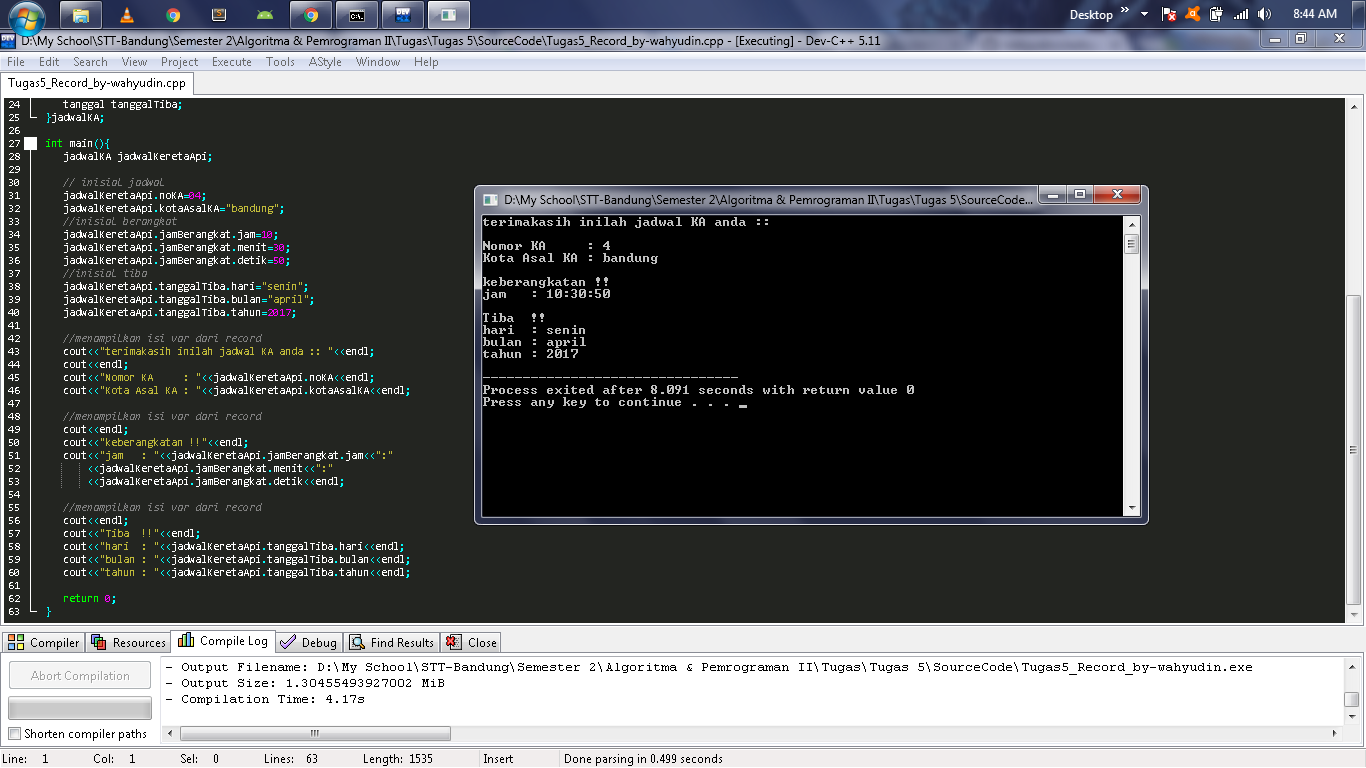 Desktop »
8:44 AM
D:\My School\STT-Bandung\Semester 2\Algoritma & Pemrograman II\Tugas\Tugas 5\SourceCode\Tugas5_Record_by-wahyudin.cpp - [Executing] - Dev-C++ 5.11
File Edit Search View Project Execute Tools AStyle Window Help
Tugas5_Record_by-wahyudin.cpp
24 tanggal tanggalTiba;
25 }jadwalKA;
26
27 int main(){
28 jadwalKA jadwalKeretaApi;
29
30 // inisial jadwal
31 jadwalKeretaApi.noKA=04;
32 jadwalKeretaApi.kotaAsalKA="bandung";
33 //inisial berangkat
34 jadwalKeretaApi.jamBerangkat.jam=10;
35 jadwalKeretaApi.jamBerangkat.menit=30;
36 jadwalKeretaApi.jamBerangkat.detik=50;
37 //inisial tiba
38 jadwalKeretaApi.tanggalTiba.hari="senin";
39 jadwalKeretaApi.tanggalTiba.bulan="april";
40 jadwalKeretaApi.tanggalTiba.tahun=2017;
41
42 //menampilkan isi var dari record
43 cout<<"terimakasih inilah jadwal KA anda :: "<<endl;
44 cout<<endl;
45 cout<<"Nomor KA     : "<<jadwalKeretaApi.noKA<<endl;
46 cout<<"Kota Asal KA : "<<jadwalKeretaApi.kotaAsalKA<<endl;
47
48 //menampilkan isi var dari record
49 cout<<endl;
50 cout<<"keberangkatan !!"<<endl;
51 cout<<"jam   : "<<jadwalKeretaApi.jamBerangkat.jam<<":"
52 <<jadwalKeretaApi.jamBerangkat.menit<<":"
53 <<jadwalKeretaApi.jamBerangkat.detik<<endl;
54
55 //menampilkan isi var dari record
56 cout<<endl;
57 cout<<"Tiba  !!"<<endl;
58 cout<<"hari  : "<<jadwalKeretaApi.tanggalTiba.hari<<endl;
59 cout<<"bulan : "<<jadwalKeretaApi.tanggalTiba.bulan<<endl;
60 cout<<"tahun : "<<jadwalKeretaApi.tanggalTiba.tahun<<endl;
61
62 return 0;
63 }
D:\My School\STT-Bandung\Semester 2\Algoritma & Pemrograman II\Tugas\Tugas 5\SourceCode...
terimakasih inilah jadwal KA anda ::
Nomor KA     : 4
Kota Asal KA : bandung
keberangkatan !!
jam   : 10:30:50
Tiba  !!
hari  : senin
bulan : april
tahun : 2017
--------------------------------
Process exited after 8.091 seconds with return value 0
Press any key to continue . . . _
Compiler Resources Compile Log Debug Find Results Close
Abort Compilation
Shorten compiler paths
- Output Filename: D:\My School\STT-Bandung\Semester 2\Algoritma & Pemrograman II\Tugas\Tugas 5\SourceCode\Tugas5_Record_by-wahyudin.exe
- Output Size: 1.30455493927002 MiB
- Compilation Time: 4.17s
Line: 1 Col: 1 Sel: 0 Lines: 63 Length: 1535 Insert Done parsing in 0.499 seconds